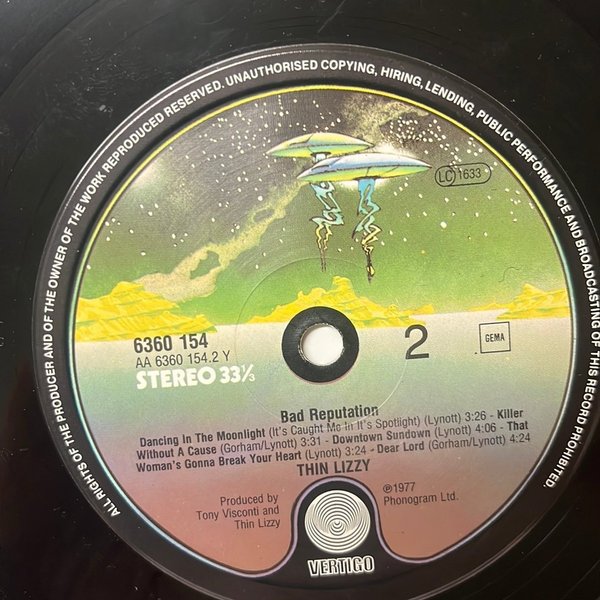 ALL RIGHTS OF THE PRODUCER AND OF THE OWNER OF THE WORK REPRODUCED RESERVED. UNAUTHORISED COPYING, HIRING, LENDING, PUBLIC PERFORMANCE AND BROADCASTING OF THIS RECORD PROHIBITED.
LC 1633
6360 154
AA 6360 154.2 Y
STEREO 33⅓
2
GEMA
Bad Reputation
Dancing In The Moonlight (It's Caught Me In It's Spotlight) (Lynott) 3:26 - Killer
Without A Cause (Gorham/Lynott) 3:31 - Downtown Sundown (Lynott) 4:06 - That
Woman's Gonna Break Your Heart (Lynott) 3:24 - Dear Lord (Gorham/Lynott) 4:24
THIN LIZZY
Produced by
Tony Visconti and
Thin Lizzy
℗1977
Phonogram Ltd.
VERTIGO